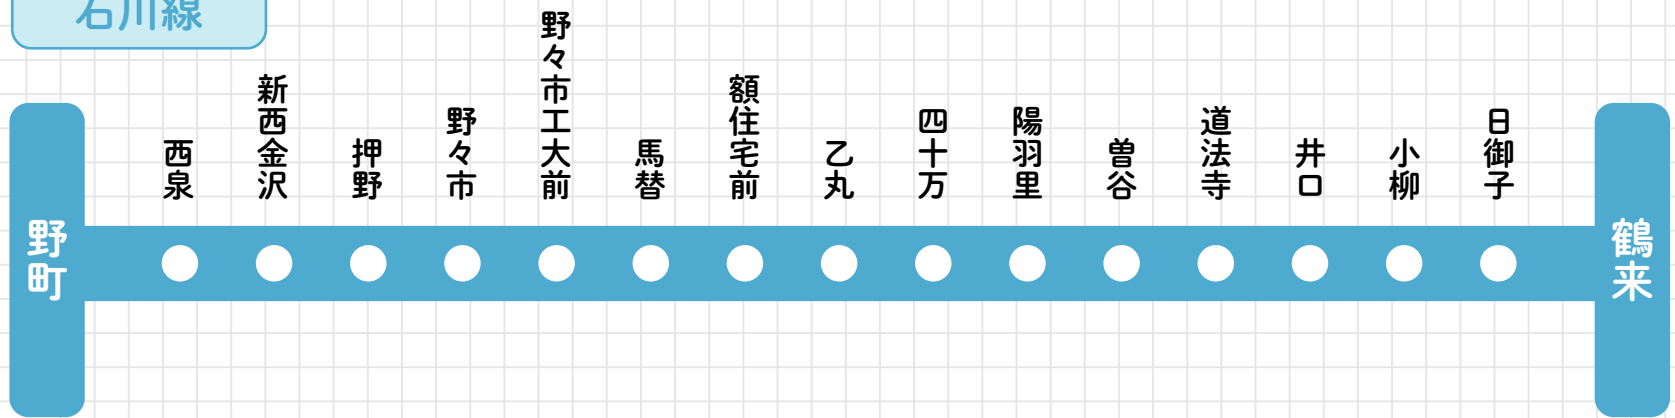 石川線
野町
西泉
新西金沢
押野
野々市
野々市工大前
馬替
額住宅前
乙丸
四十万
陽羽里
曽谷
道法寺
井口
小柳
日御子
鶴来